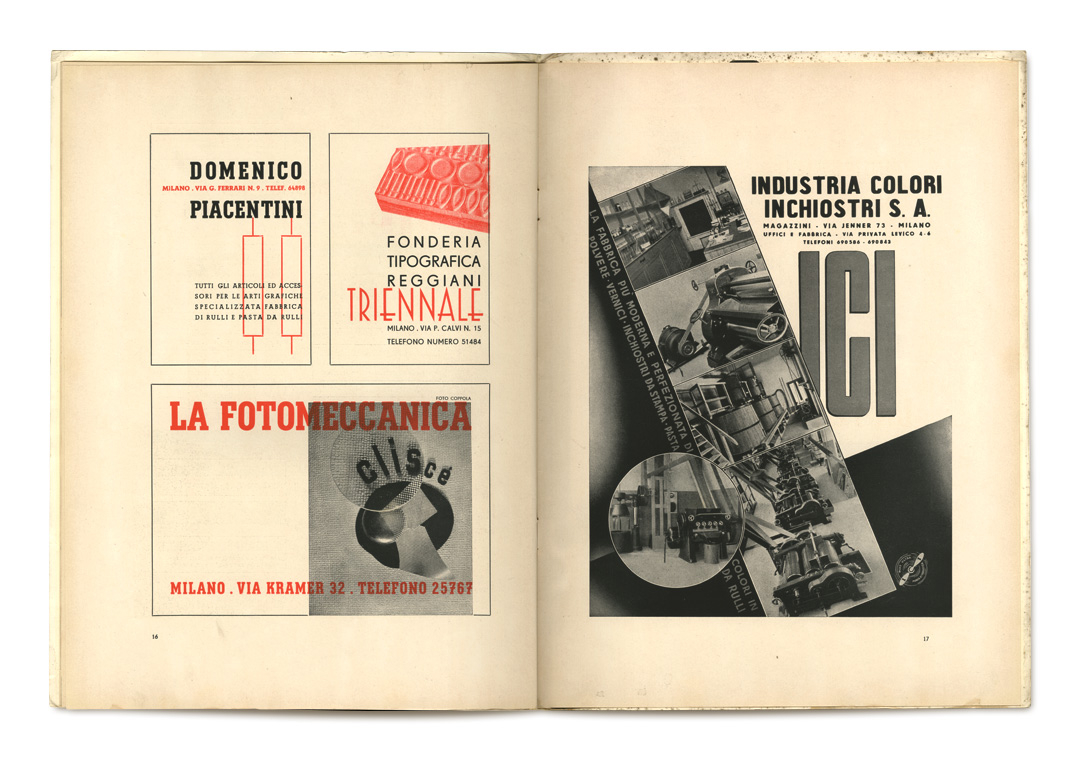 DOMENICO
MILANO . VIA G. FERRARI N. 9 . TELEF. 64898
PIACENTINI
TUTTI GLI ARTICOLI ED ACCES-
SORI PER LE ARTI GRAFICHE
SPECIALIZZATA FABBRICA
DI RULLI E PASTA DA RULLI
FONDERIA
TIPOGRAFICA
REGGIANI
TRIENNALE
MILANO . VIA P. CALVI N. 15
TELEFONO NUMERO 51484
FOTO COPPOLA
LA FOTOMECCANICA
cliscé
MILANO . VIA KRAMER 32 . TELEFONO 25767
16
INDUSTRIA COLORI
INCHIOSTRI S. A.
MAGAZZINI - VIA JENNER 73 - MILANO
UFFICI E FABBRICA - VIA PRIVATA LEVICO 4-6
TELEFONI 690586 - 690843
ICI
LA FABBRICA PIÙ MODERNA E PERFEZIONATA DI COLORI IN
POLVERE VERNICI - INCHIOSTRI DA STAMPA - PASTA DA RULLI
17